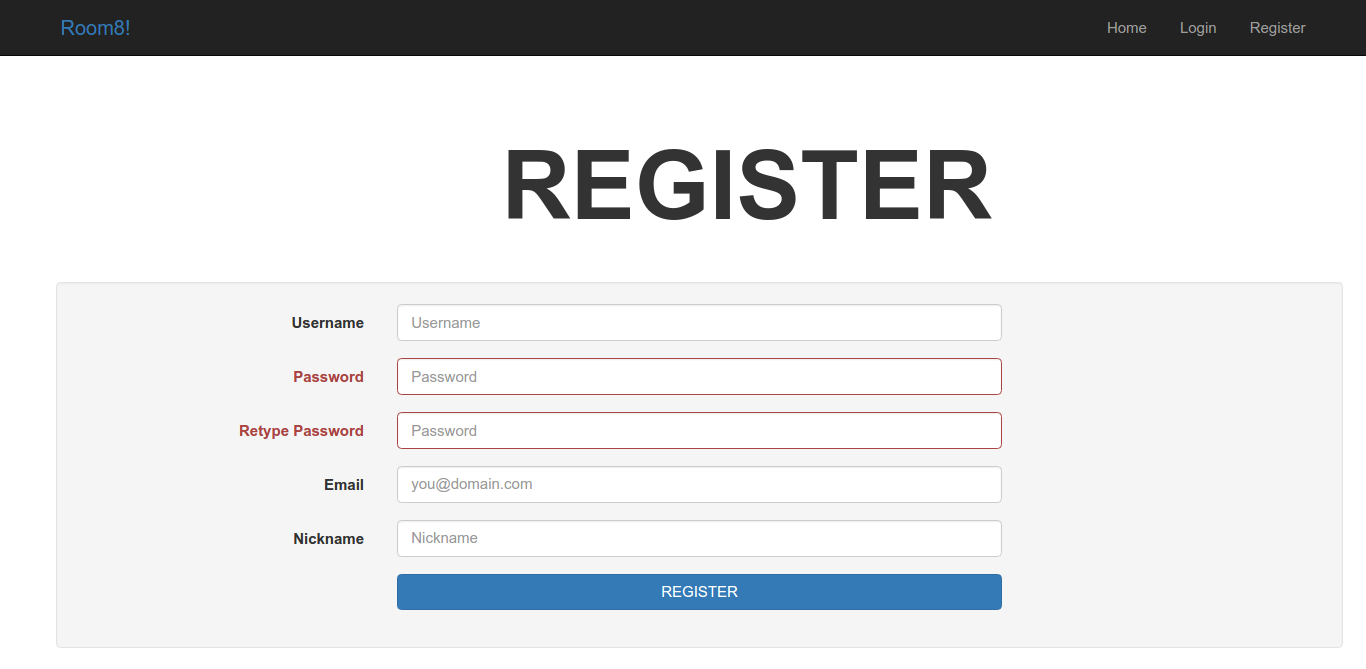 Room8!
Home Login Register
REGISTER
Username Username
Password Password
Retype Password Password
Email you@domain.com
Nickname Nickname
REGISTER